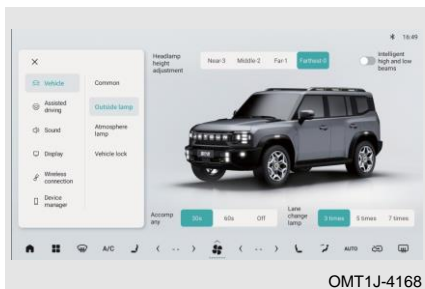 16:49
Headlamp
height
adjustment
Near-3 Middle-2 Far-1 Farthest-0
Intelligent
high and low
beams
Vehicle
Assisted
driving
Sound
Display
Wireless
connection
Device
manager
Common
Outside lamp
Atmosphere
lamp
Vehicle lock
Accomp
any
30s 60s Off
Lane
change
lamp
3 times 5 times 7 times
A/C
AUTO
OMT1J-4168